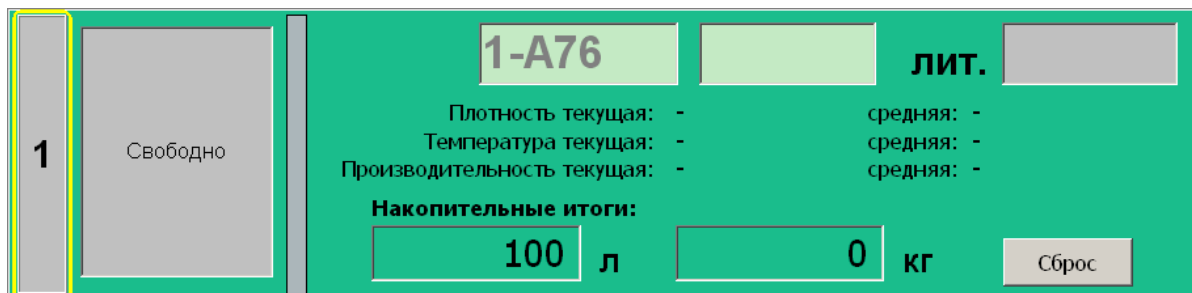 1
Свободно
1-А76
лит.
Плотность текущая: - средняя: -
Температура текущая: - средняя: -
Производительность текущая: - средняя: -
Накопительные итоги:
100 л 0 кг
Сброс